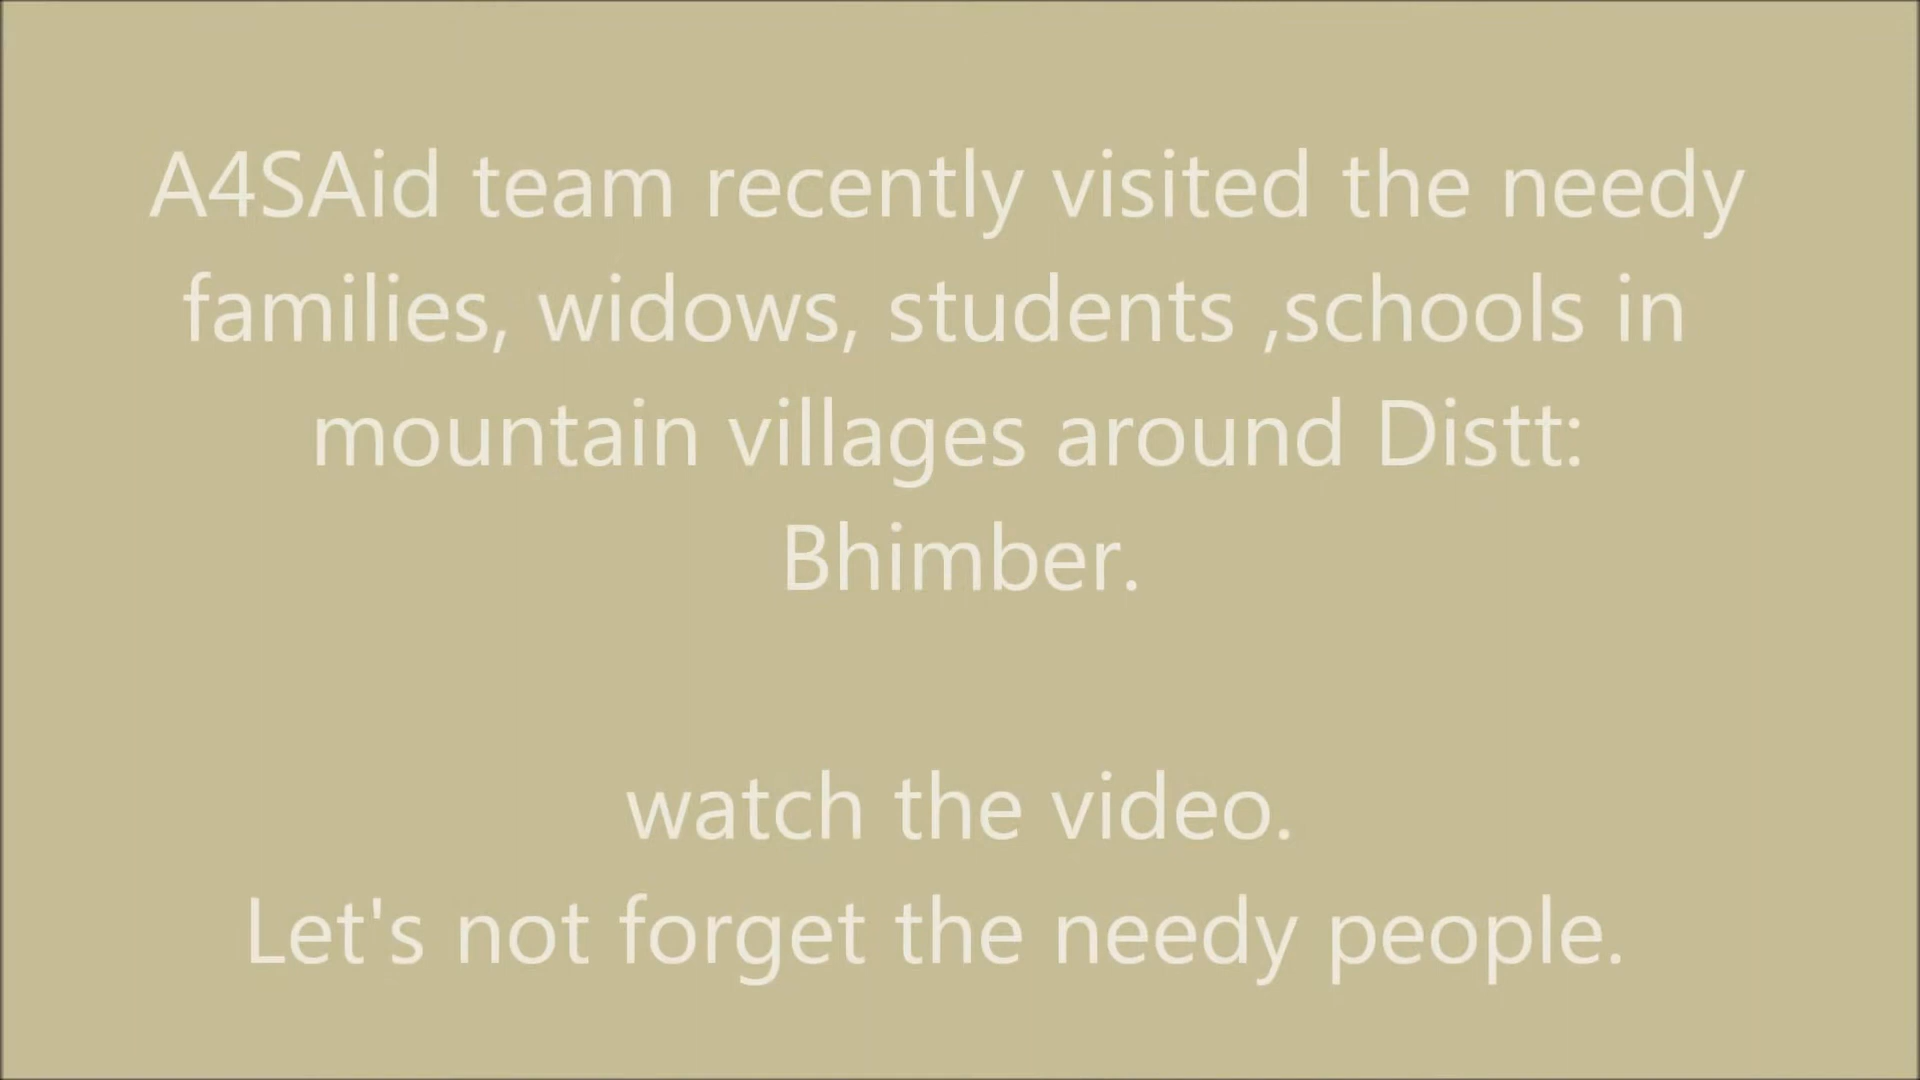 A4SAid team recently visited the needy
families, widows, students ,schools in
mountain villages around Distt:
Bhimber.
watch the video.
Let's not forget the needy people.